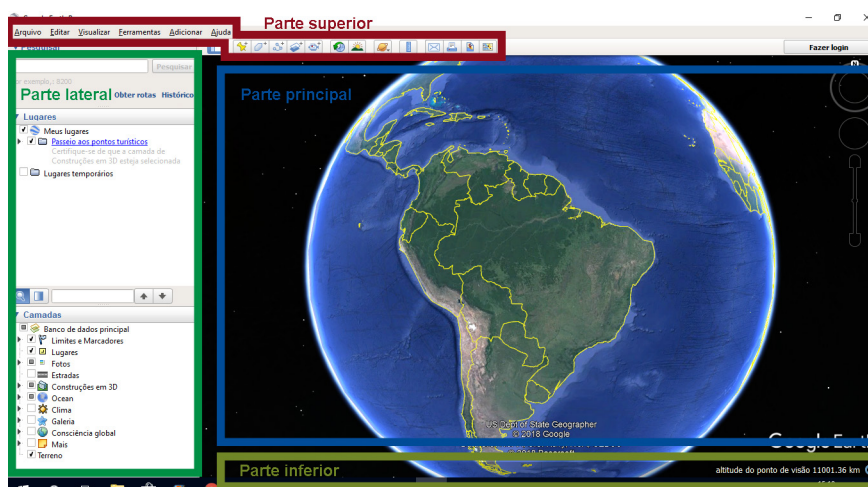 Parte superior
Arquivo Editar Visualizar Ferramentas Adicionar Ajuda
Fazer login
N
Pesquisar
8200
Parte lateral
Obter rotas Histórico
Parte principal
Lugares
Meus lugares
Passeio aos pontos turísticos
Certifique-se de que a camada de
Construções em 3D esteja selecionada
Lugares temporários
Camadas
Banco de dados principal
Limites e Marcadores
Lugares
Fotos
Estradas
Construções em 3D
Ocean
Clima
Galeria
Consciência global
Mais
Terreno
US Dept of State Geographer
© 2018 Google
Google Earth
Parte inferior
altitude do ponto de visão 11001.36 km